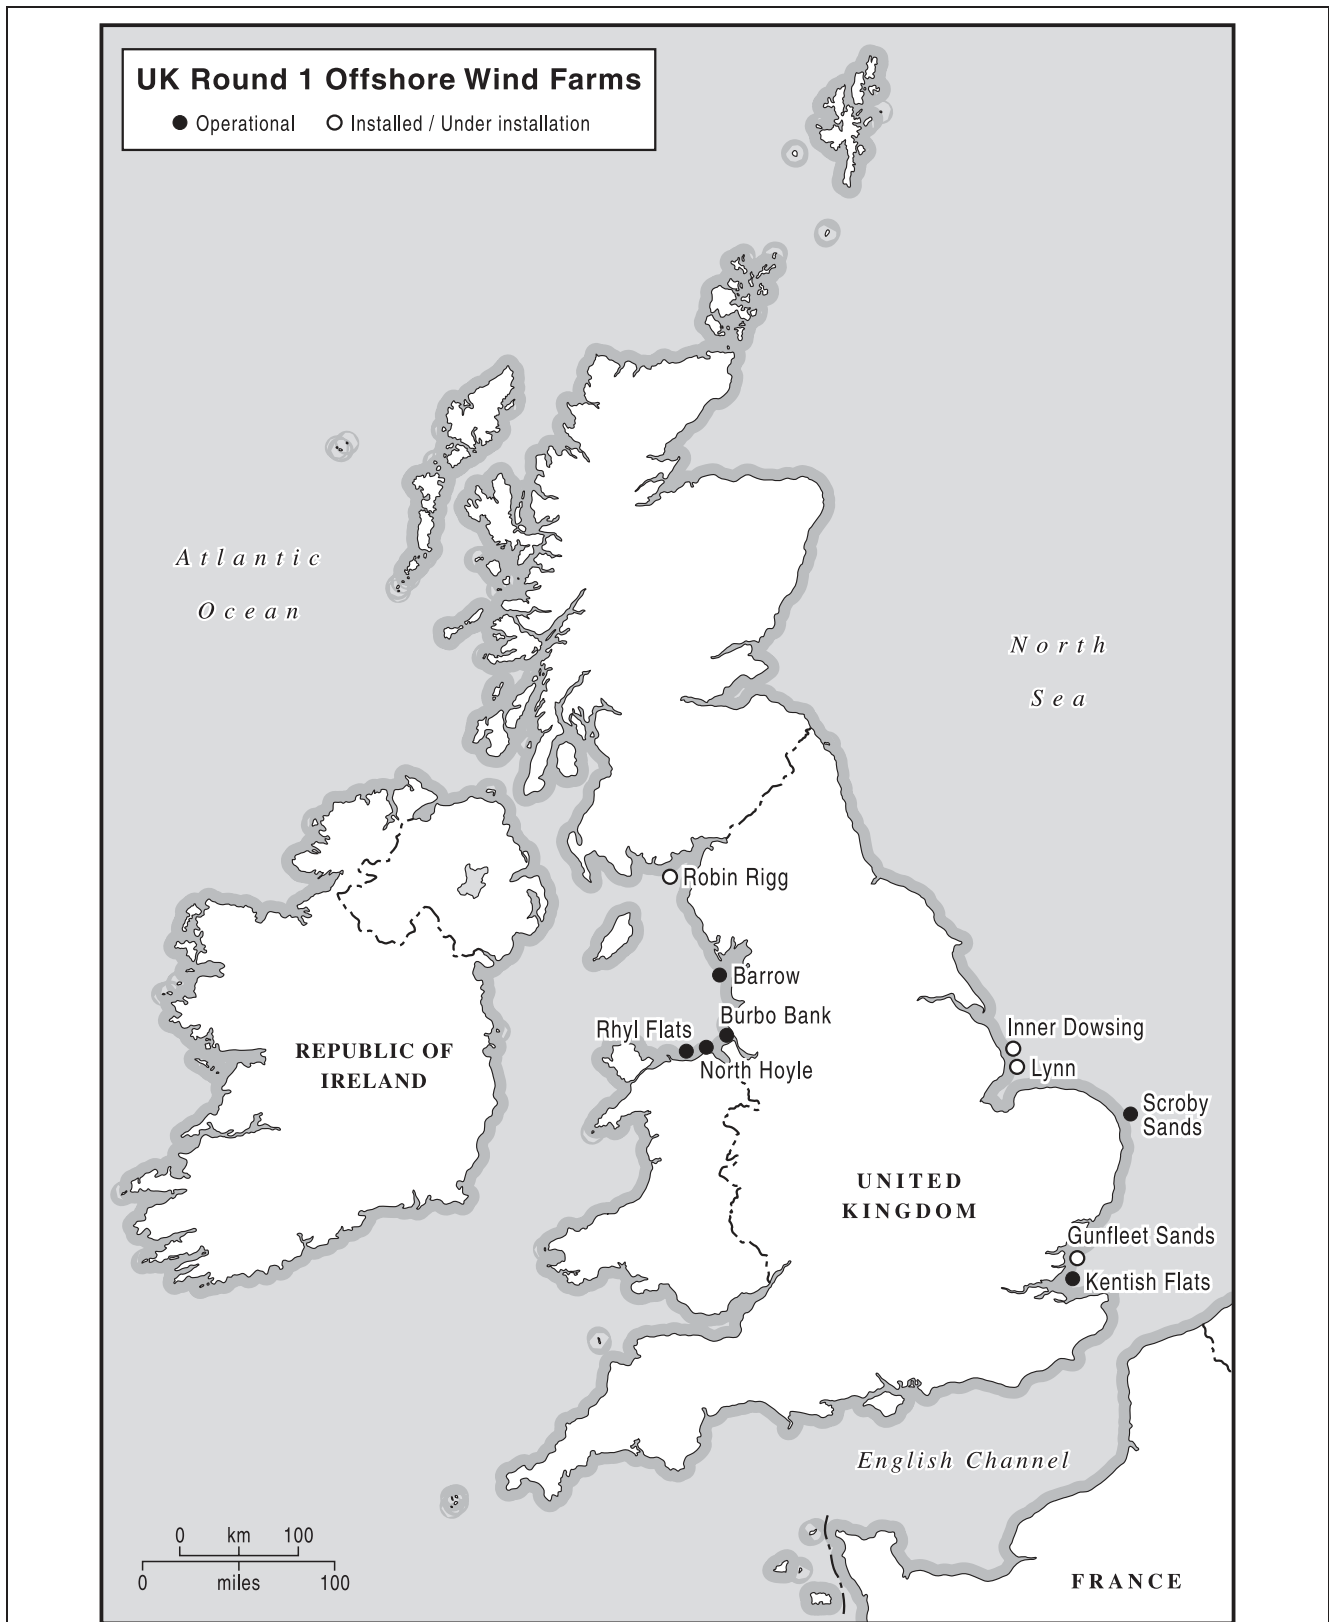 UK Round 1 Offshore Wind Farms
Operational Installed / Under installation
Atlantic
Ocean
North
Sea
Robin Rigg
Barrow
Burbo Bank
Rhyl Flats
North Hoyle
Inner Dowsing
Lynn
Scroby
Sands
REPUBLIC OF
IRELAND
UNITED
KINGDOM
Gunfleet Sands
Kentish Flats
English Channel
FRANCE
0 km 100
0 miles 100